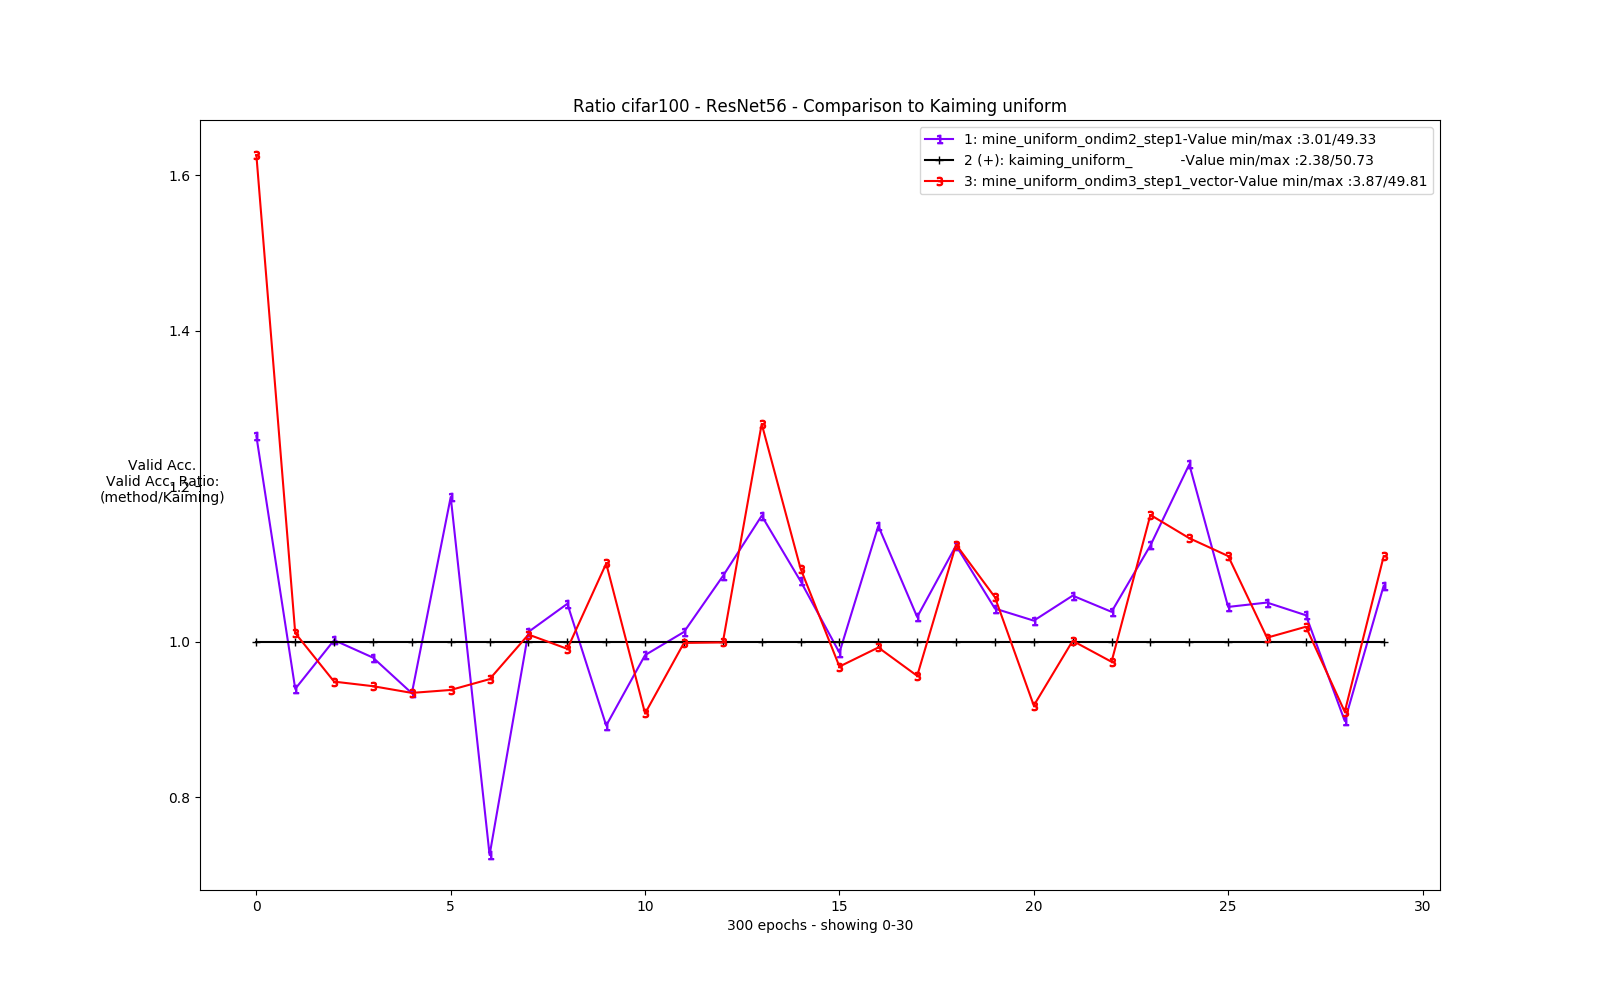 Ratio cifar100 - ResNet56 - Comparison to Kaiming uniform
1: mine_uniform_ondim2_step1-Value min/max :3.01/49.33
2 (+): kaiming_uniform_ -Value min/max :2.38/50.73
3: mine_uniform_ondim3_step1_vector-Value min/max :3.87/49.81
1.6
1.4
1.2
1.0
0.8
Valid Acc.
Valid Acc. Ratio:
(method/Kaiming)
0 5 10 15 20 25 30
300 epochs - showing 0-30